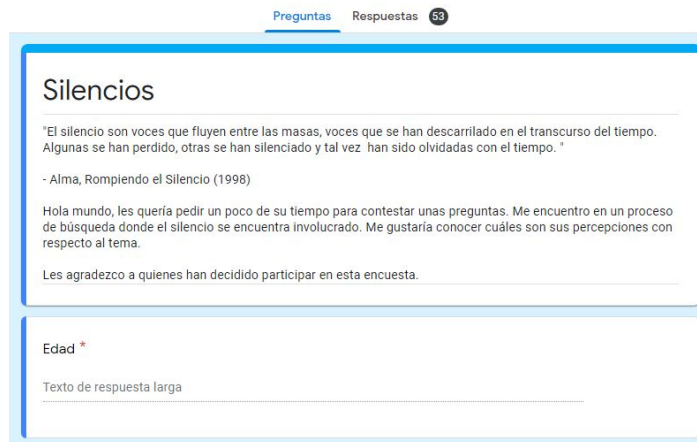 Preguntas Respuestas 53
Silencios
"El silencio son voces que fluyen entre las masas, voces que se han descarrilado en el transcurso del tiempo.
Algunas se han perdido, otras se han silenciado y tal vez  han sido olvidadas con el tiempo. "
- Alma, Rompiendo el Silencio (1998)
Hola mundo, les quería pedir un poco de su tiempo para contestar unas preguntas. Me encuentro en un proceso
de búsqueda donde el silencio se encuentra involucrado. Me gustaría conocer cuáles son sus percepciones con
respecto al tema.
Les agradezco a quienes han decidido participar en esta encuesta.
Edad *
Texto de respuesta larga